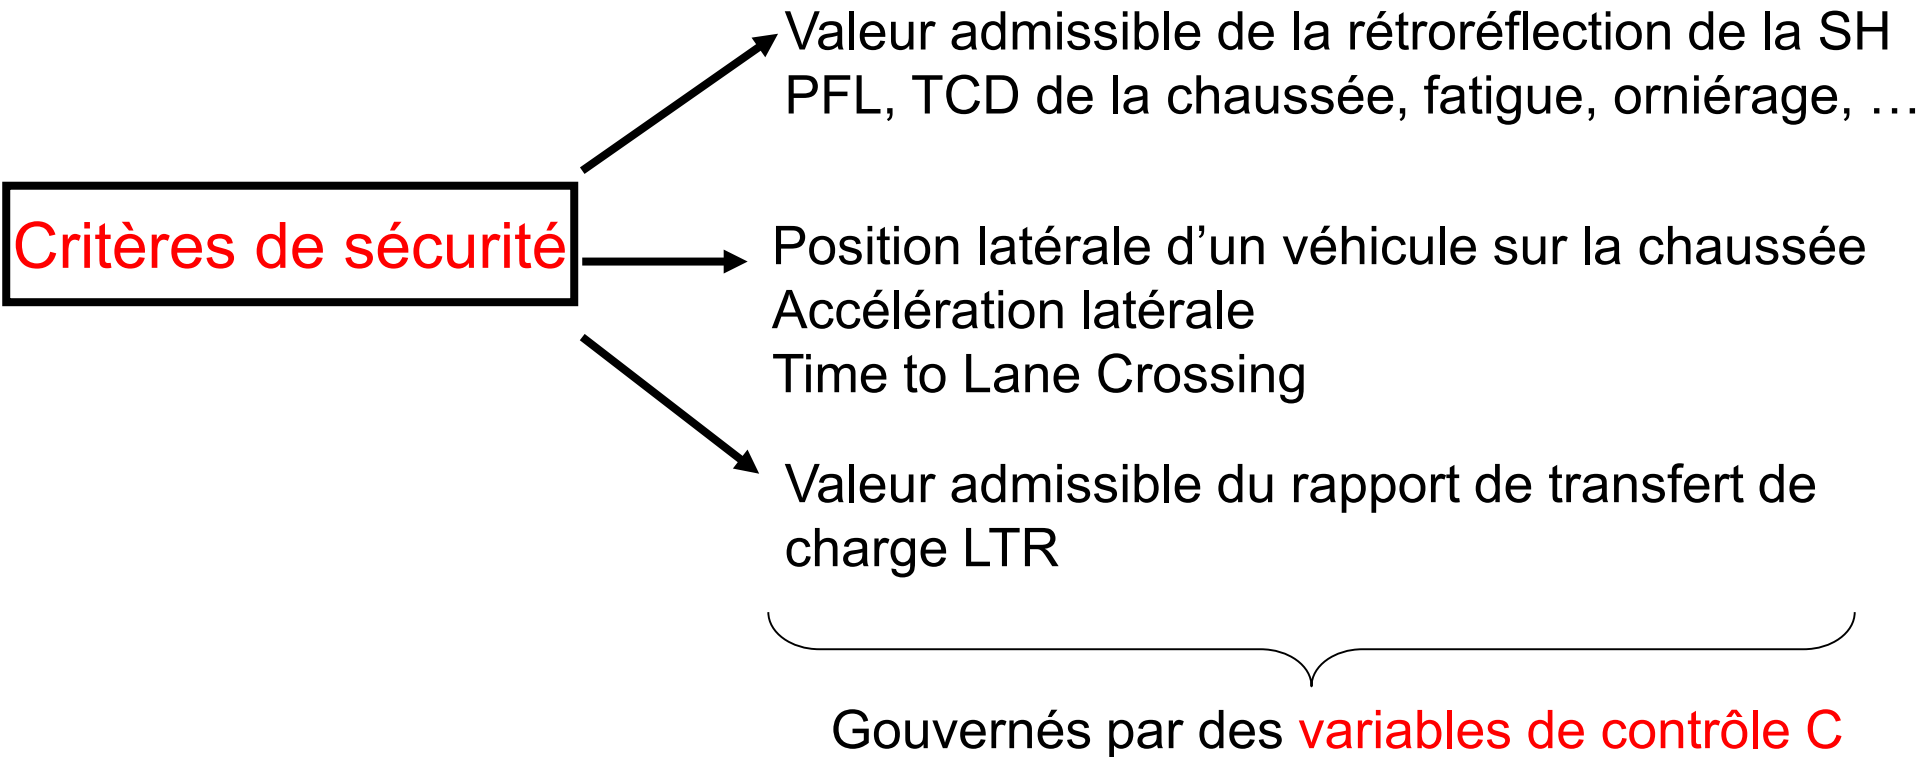 Valeur admissible de la rétroréflection de la SH
PFL, TCD de la chaussée, fatigue, orniérage, …
Critères de sécurité
Position latérale d’un véhicule sur la chaussée
Accélération latérale
Time to Lane Crossing
Valeur admissible du rapport de transfert de
charge LTR
Gouvernés par des variables de contrôle C